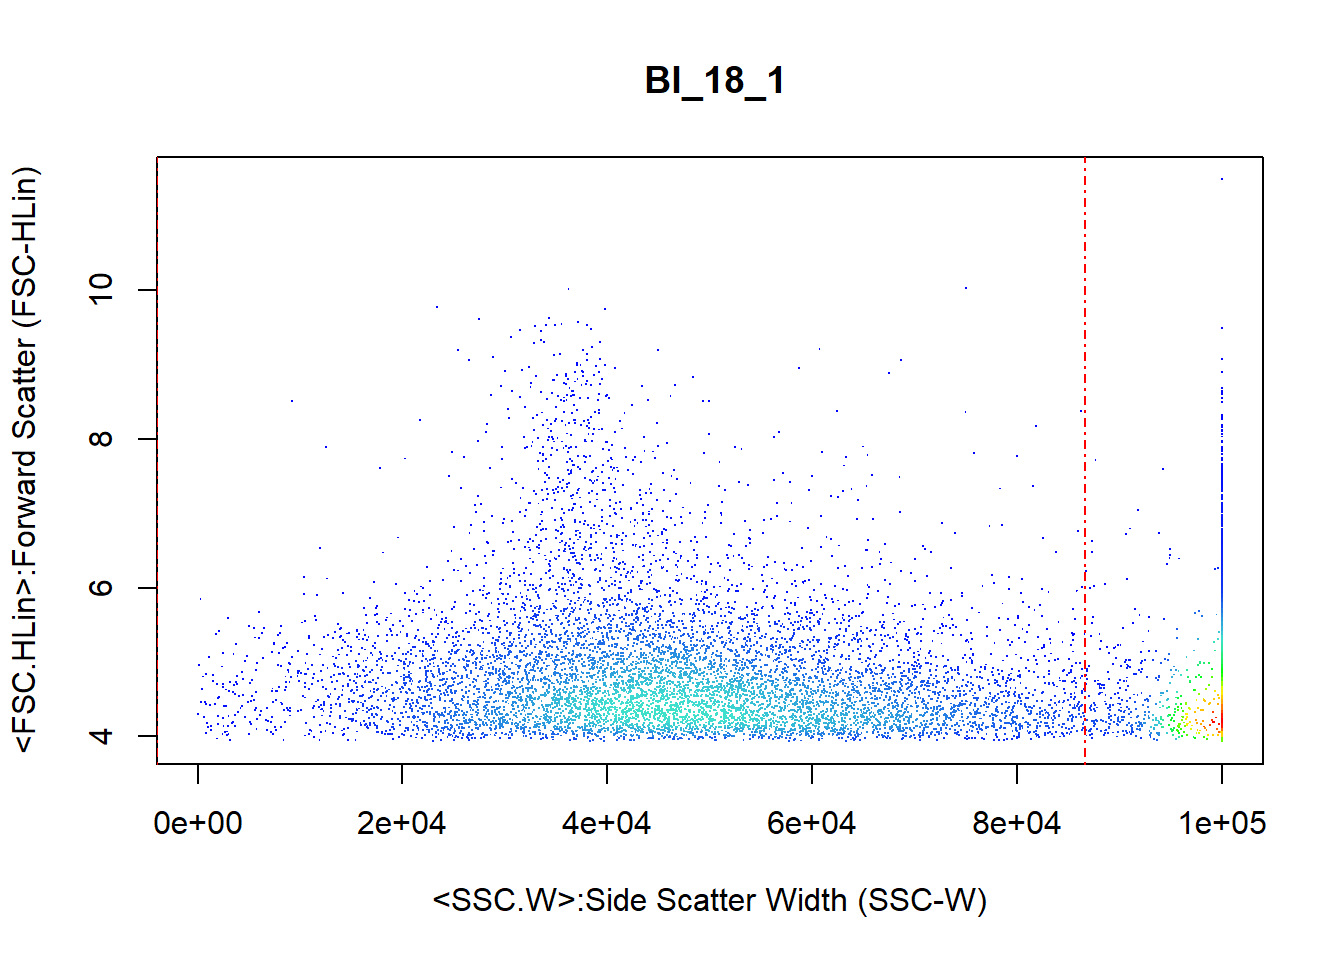 BI_18_1
<FSC.HLin>:Forward Scatter (FSC-HLin)
10
8
6
4
0e+00 2e+04 4e+04 6e+04 8e+04 1e+05
<SSC.W>:Side Scatter Width (SSC-W)